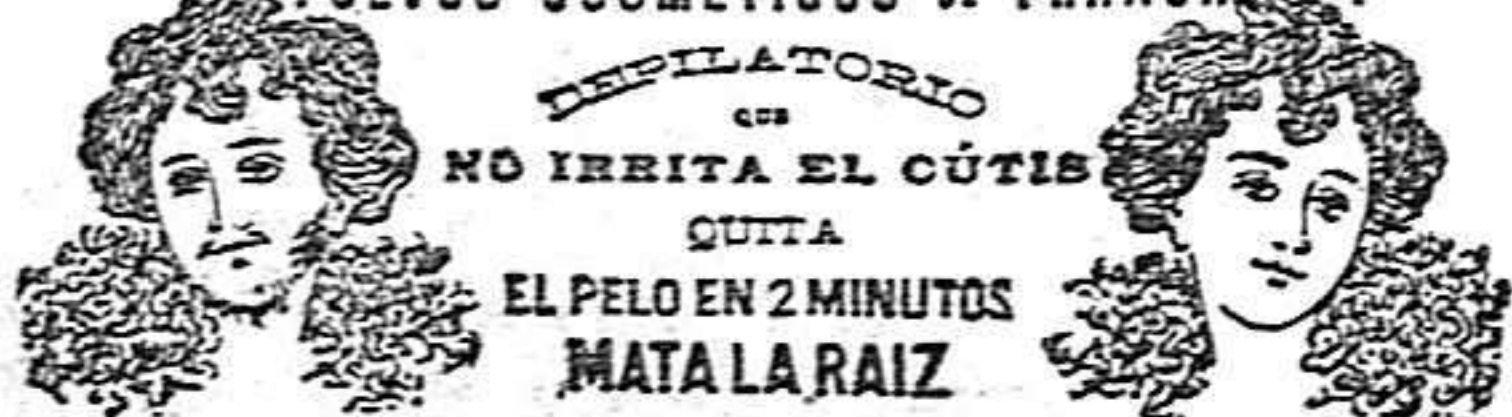 DEPILATORIO
QUE
NO IRRITA EL CÚTIS
QUITA
EL PELO EN 2 MINUTOS
MATA LA RAIZ